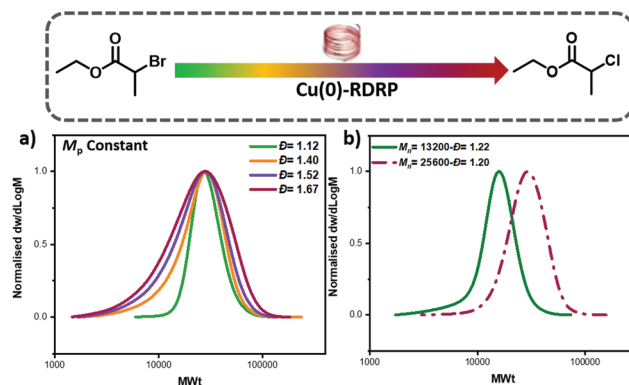 O
O
Br
O
O
Cl
Cu(0)-RDRP
a)
Mp Constant
Đ= 1.12
Đ= 1.40
Đ= 1.52
Đ= 1.67
Normalised dw/dLogM
1.0
0.5
0.0
1000
10000
100000
MWt
b)
Mn = 13200-Đ= 1.22
Mn = 25600-Đ= 1.20
Normalised dw/dLogM
1.0
0.5
0.0
1000
10000
100000
MWt